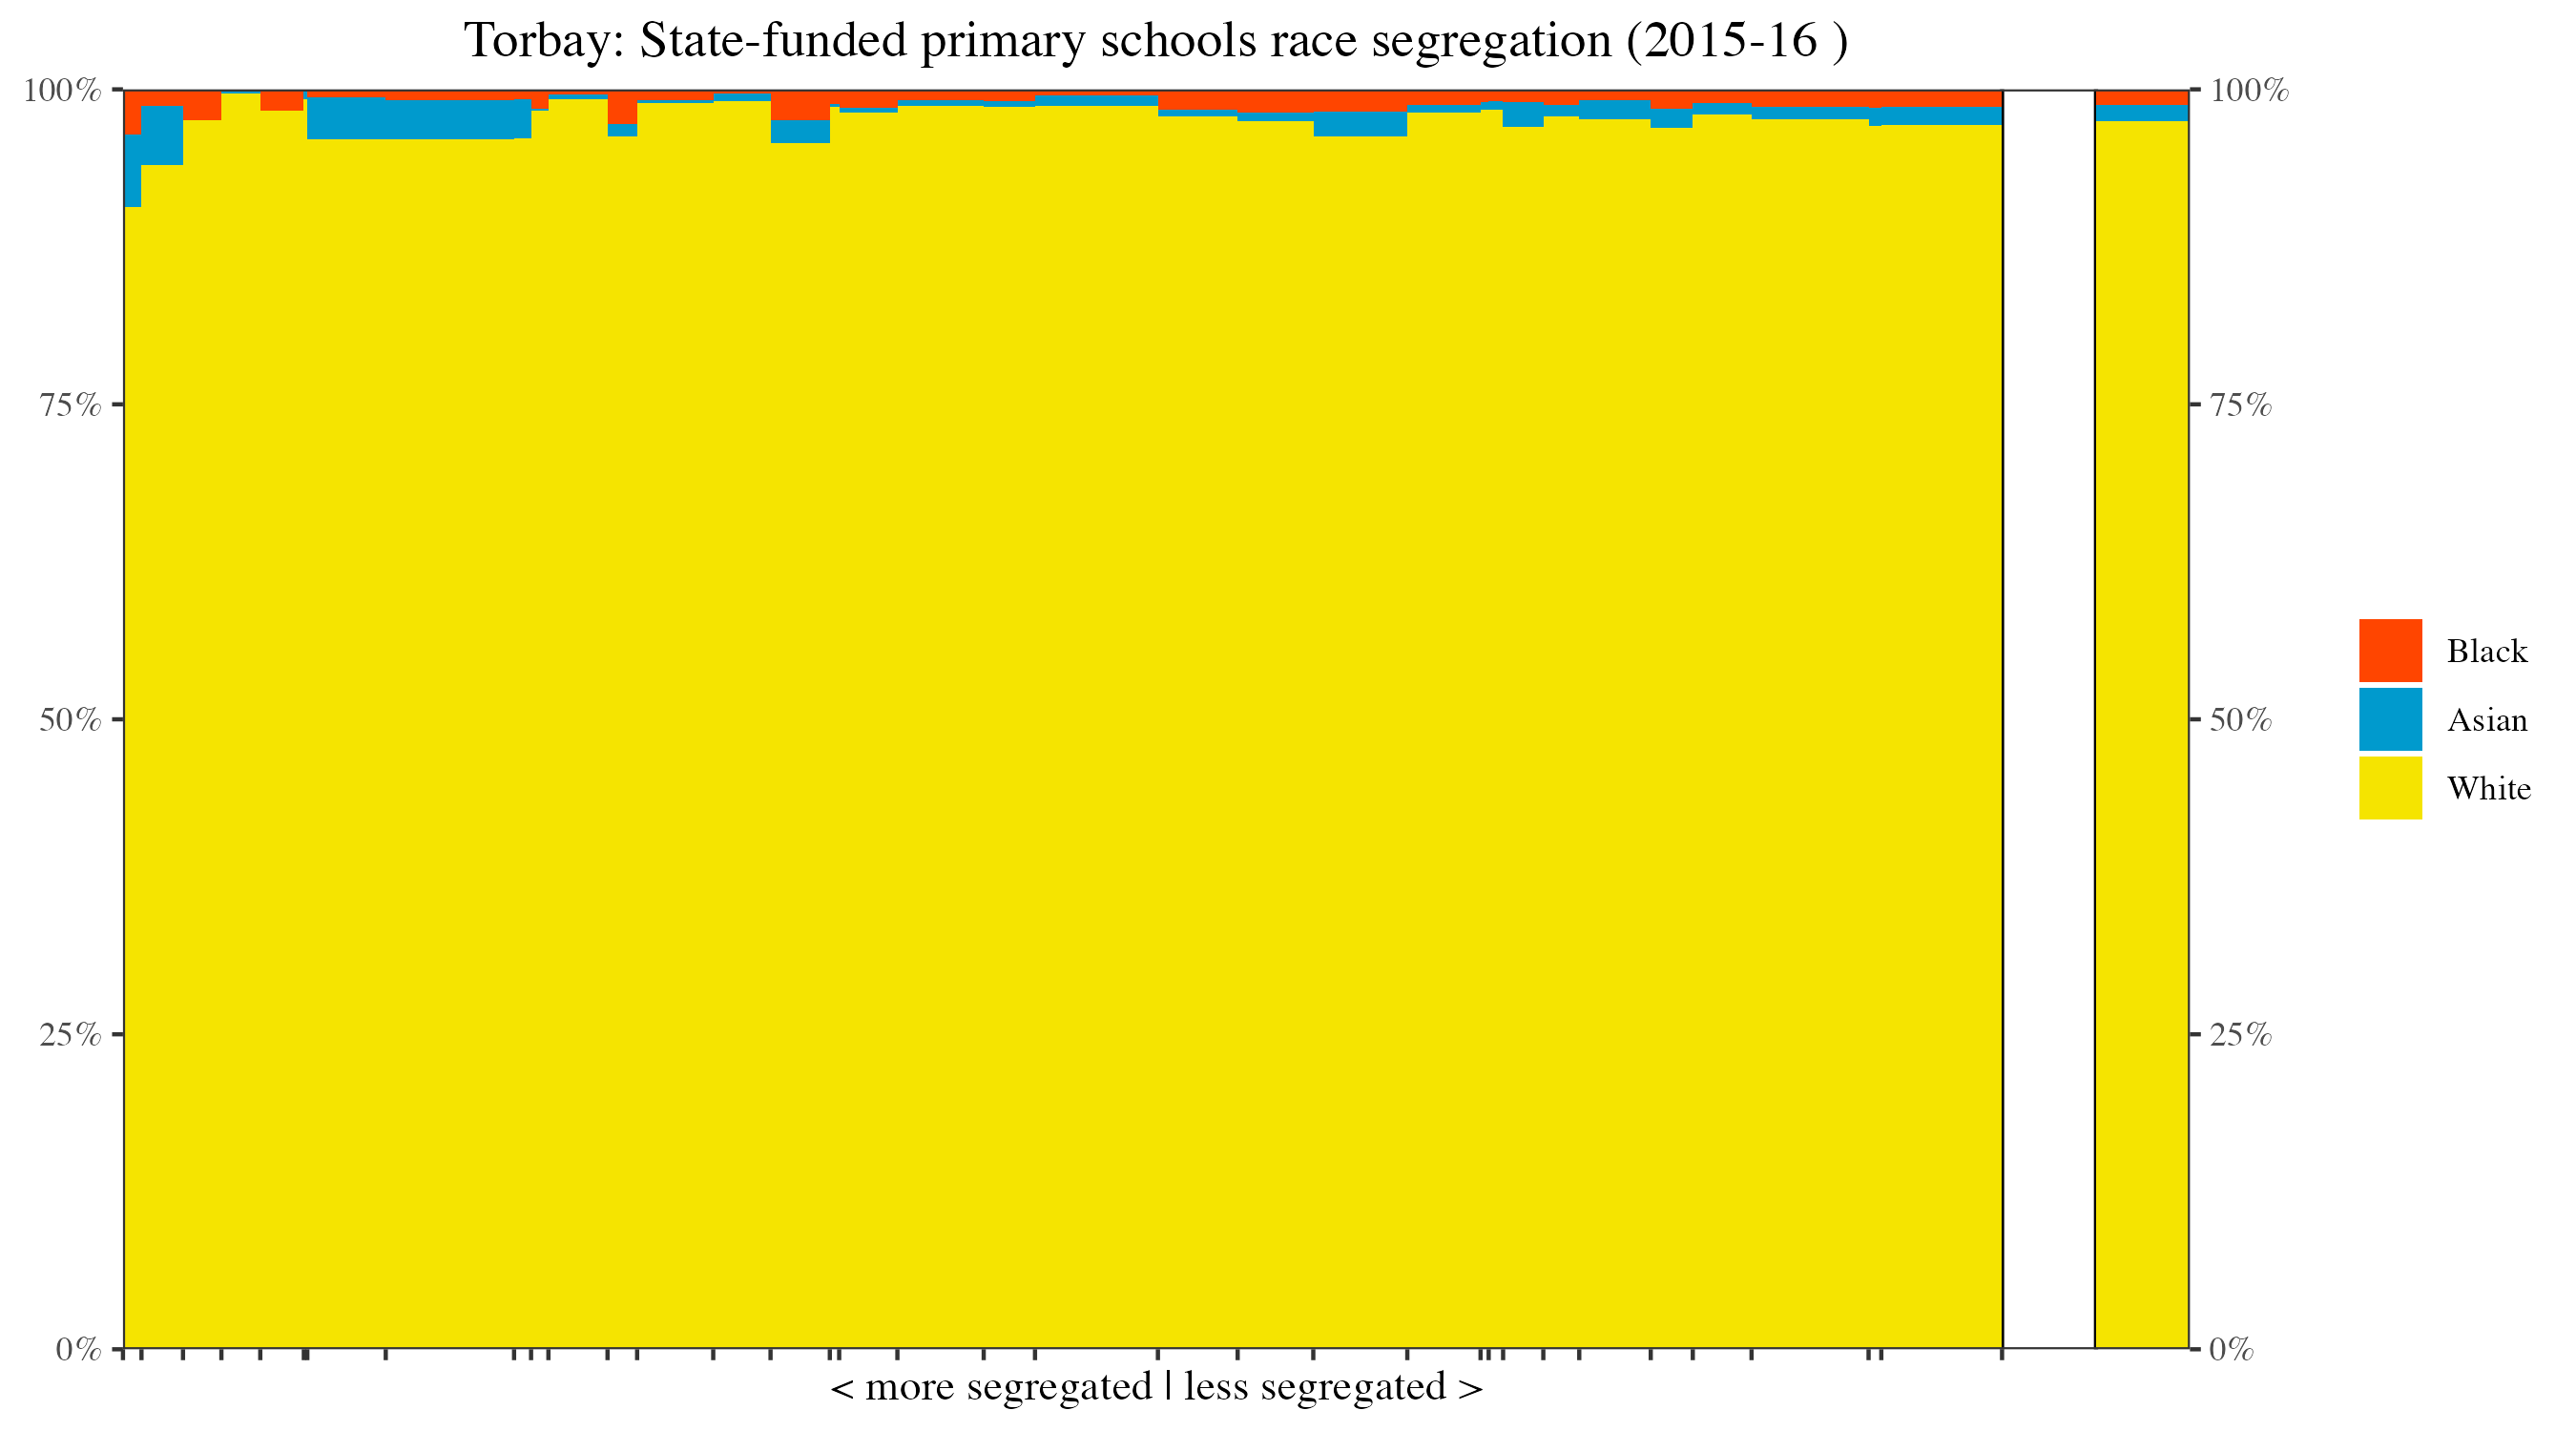 Torbay: State-funded primary schools race segregation (2015-16 )
100%
75%
50%
25%
0%
100%
75%
50%
25%
0%
Black
Asian
White
< more segregated | less segregated >